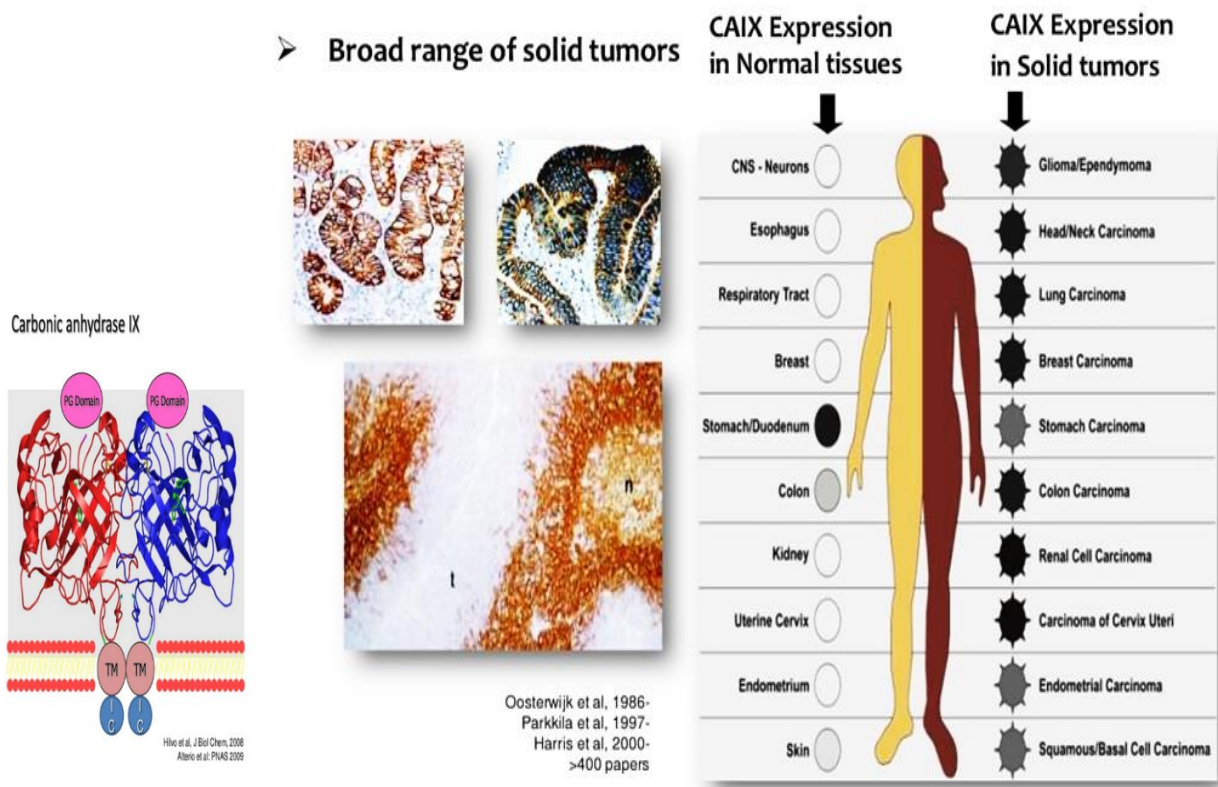 ➢ Broad range of solid tumors
CAIX Expression
in Normal tissues
CAIX Expression
in Solid tumors
Carbonic anhydrase IX
PG Domain
PG Domain
TM
TM
I
C
I
C
Hilvo et al, J Biol Chem, 2008
Alterio et al: PNAS 2009
n
t
Oosterwijk et al, 1986-
Parkkila et al, 1997-
Harris et al, 2000-
>400 papers
CNS - Neurons
Glioma/Ependymoma
Esophagus
Head/Neck Carcinoma
Respiratory Tract
Lung Carcinoma
Breast
Breast Carcinoma
Stomach/Duodenum
Stomach Carcinoma
Colon
Colon Carcinoma
Kidney
Renal Cell Carcinoma
Uterine Cervix
Carcinoma of Cervix Uteri
Endometrium
Endometrial Carcinoma
Skin
Squamous/Basal Cell Carcinoma